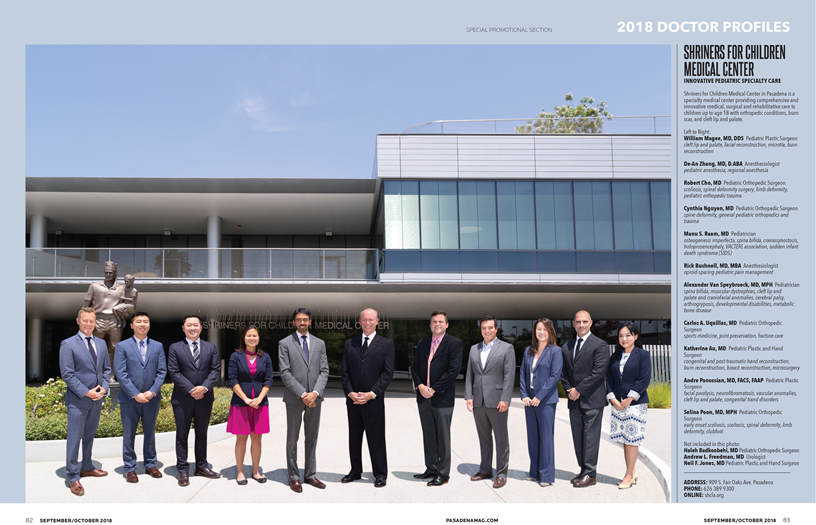 SPECIAL PROMOTIONAL SECTION
2018 DOCTOR PROFILES
SHRINERS FOR CHILDREN
MEDICAL CENTER
INNOVATIVE PEDIATRIC SPECIALTY CARE
Shriners for Children Medical Center in Pasadena is a
specialty medical center providing comprehensive and
innovative medical, surgical and rehabilitative care to
children up to age 18 with orthopedic conditions, burn
scar, and cleft lip and palate.
Left to Right:
William Magee, MD, DDS Pediatric Plastic Surgeon
cleft lip and palate, facial reconstruction, microtia, burn
reconstruction
De-An Zhang, MD, D.ABA Anesthesiologist
pediatric anesthesia, regional anesthesia
Robert Cho, MD Pediatric Orthopedic Surgeon
scoliosis, spinal deformity surgery, limb deformity,
pediatric orthopedic trauma
Cynthia Nguyen, MD Pediatric Orthopedic Surgeon
spine deformity, general pediatric orthopedics and
trauma
Manu S. Raam, MD Pediatrician
osteogenesis imperfecta, spina bifida, craniosynostosis,
holoprosencephaly, VACTERL association, sudden infant
death syndrome (SIDS)
Rick Bushnell, MD, MBA Anesthesiologist
opioid-sparing pediatric pain management
Alexander Van Speybroeck, MD, MPH Pediatrician
spina bifida, muscular dystrophies, cleft lip and
palate and craniofacial anomalies, cerebral palsy,
arthrogryposis, developmental disabilities, metabolic
bone disease
Carlos A. Uquillas, MD Pediatric Orthopedic
Surgeon
sports medicine, joint preservation, fracture care
Katherine Au, MD Pediatric Plastic and Hand
Surgeon
congenital and post-traumatic hand reconstruction,
burn reconstruction, breast reconstruction, microsurgery
Andre Panossian, MD, FACS, FAAP Pediatric Plastic
Surgeon
facial paralysis, neurofibromatosis, vascular anomalies,
cleft lip and palate, congenital hand disorders
Selina Poon, MD, MPH Pediatric Orthopedic
Surgeon
early onset scoliosis, scoliosis, spinal deformity, limb
deformity, clubfoot
Not included in this photo:
Haleh Badkoobehi, MD Pediatric Orthopedic Surgeon
Andrew L. Freedman, MD Urologist
Neil F. Jones, MD Pediatric Plastic and Hand Surgeon
ADDRESS: 909 S. Fair Oaks Ave. Pasadena
PHONE: 626 389 9300
ONLINE: shcla.org
SHRINERS FOR CHILD MEDICAL CENTER
82 SEPTEMBER/OCTOBER 2018
PASADENAMAG.COM
SEPTEMBER/OCTOBER 2018 83